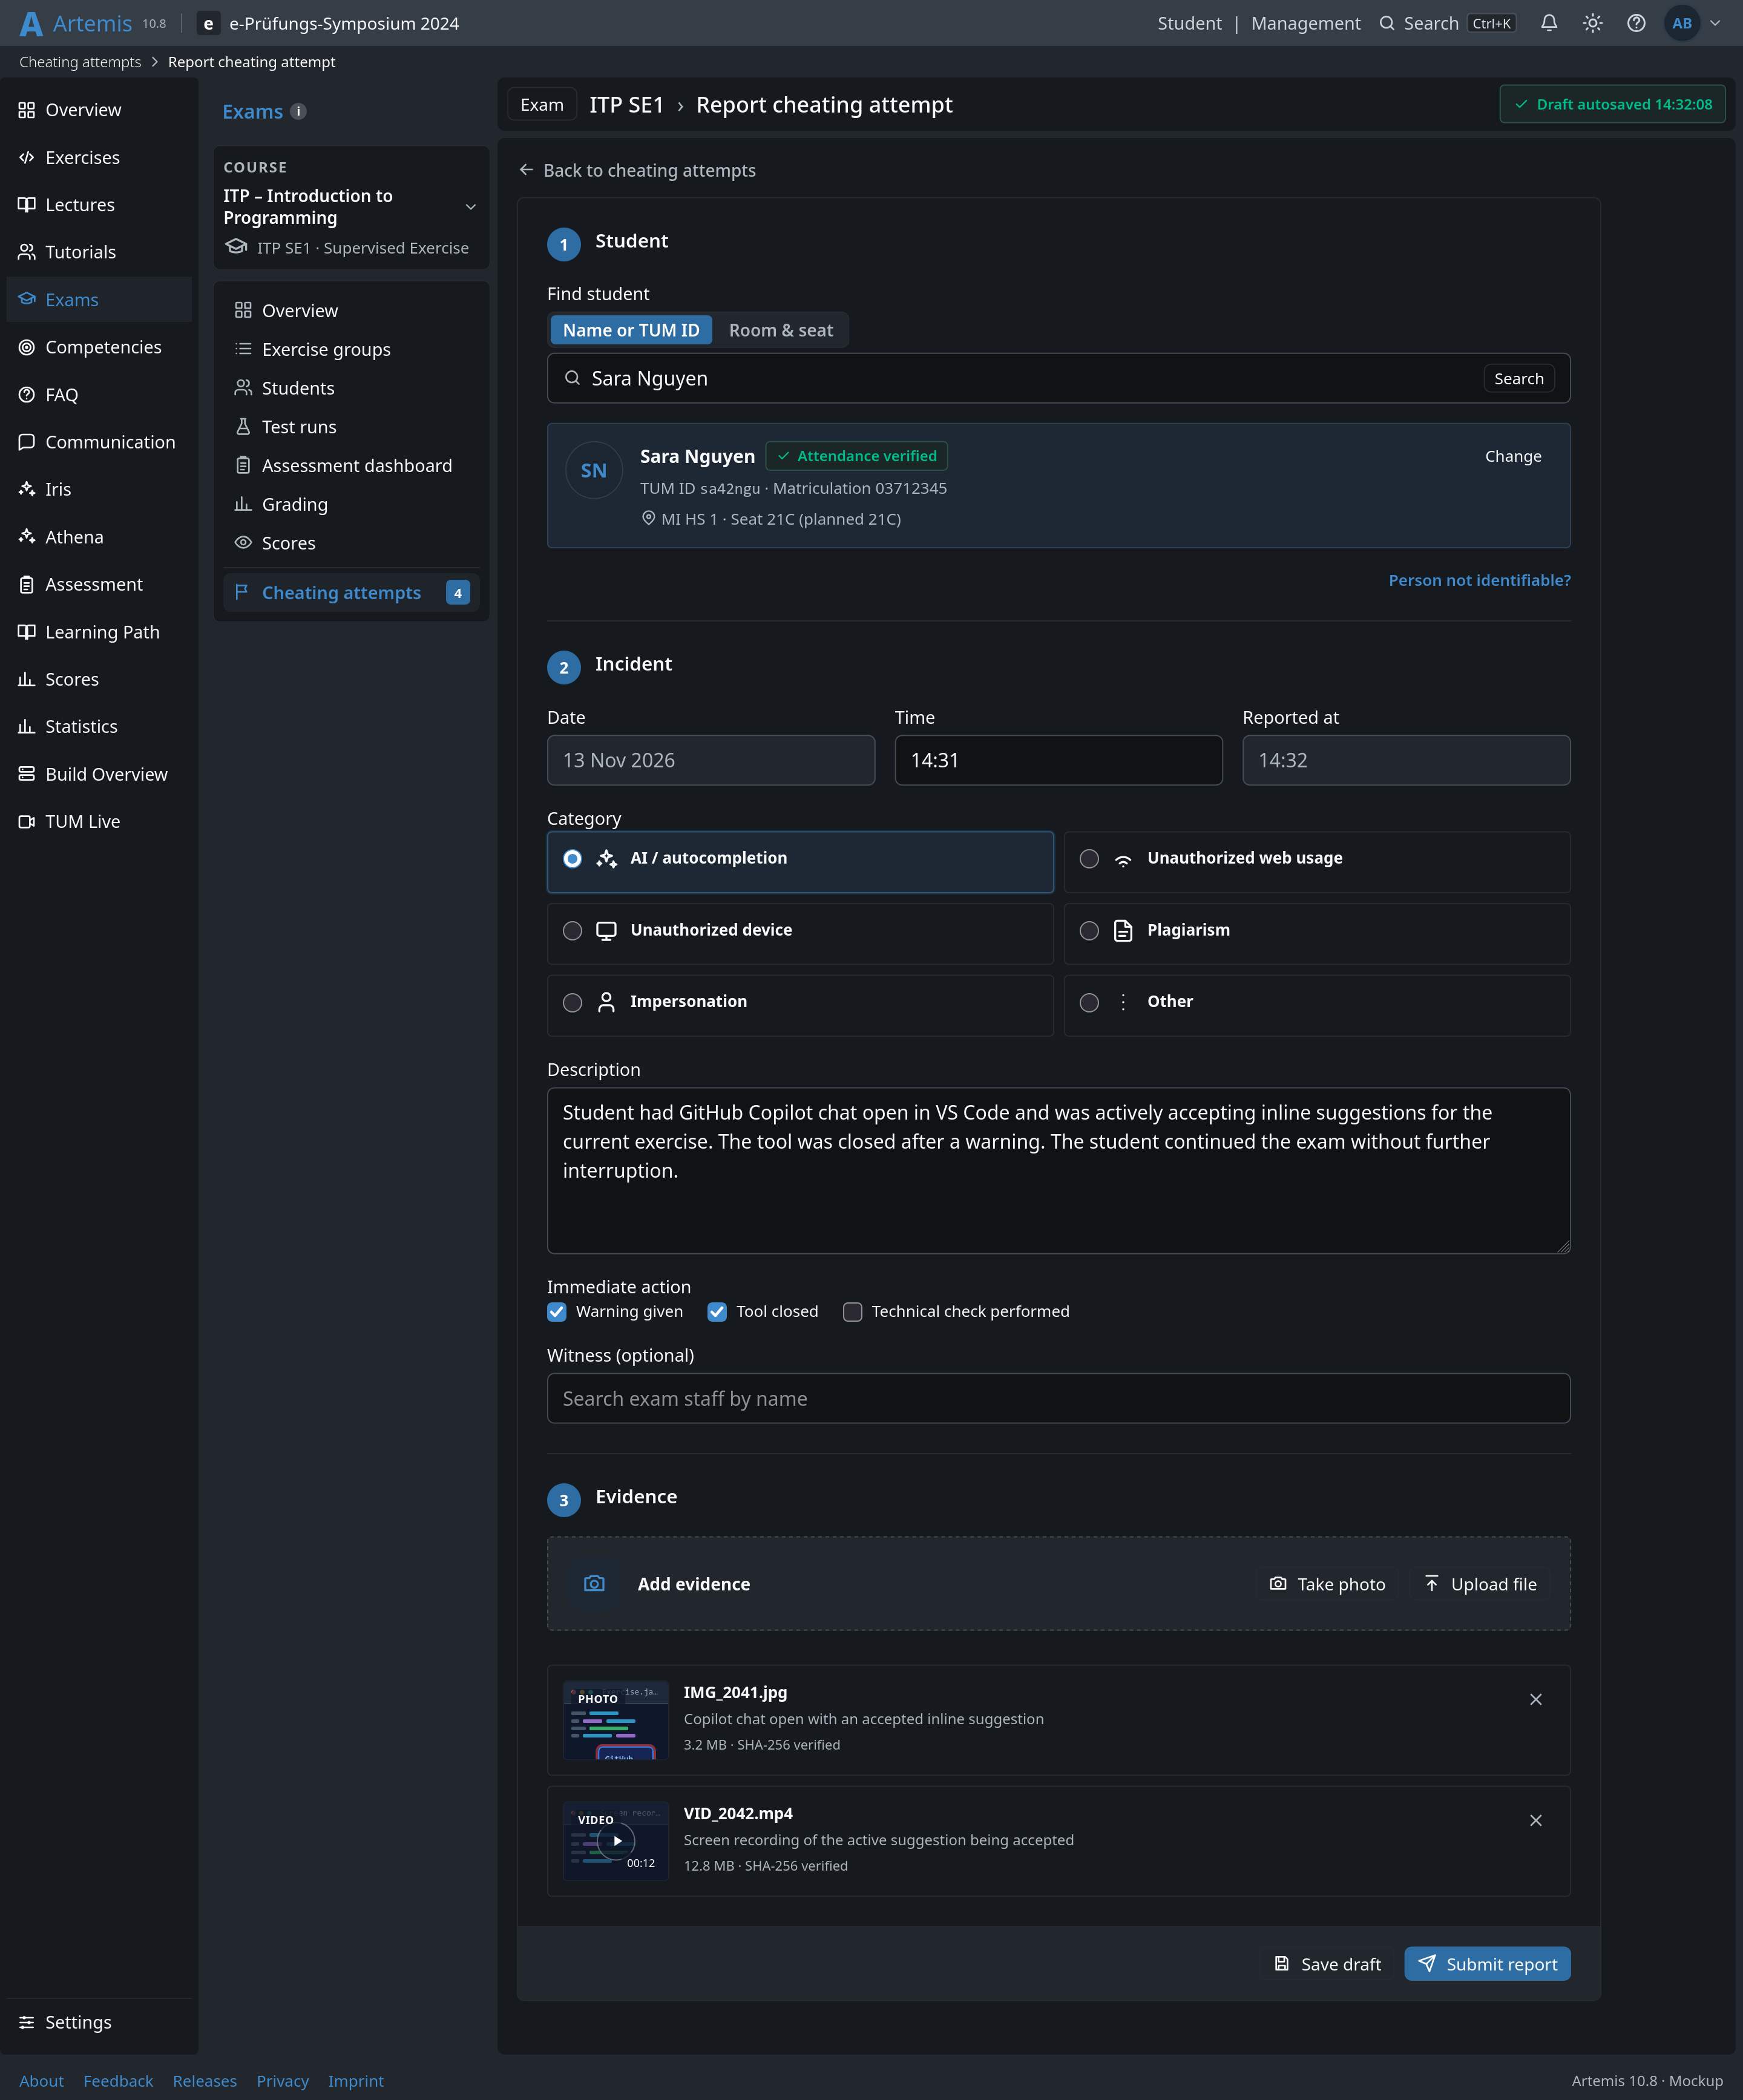 Artemis 10.8 e e-Prüfungs-Symposium 2024
Student | Management Search Ctrl+K AB
Cheating attempts Report cheating attempt
Overview
Exercises
Lectures
Tutorials
Exams
Competencies
FAQ
Communication
Iris
Athena
Assessment
Learning Path
Scores
Statistics
Build Overview
TUM Live
Settings
Exams i
COURSE
ITP – Introduction to
Programming
ITP SE1 · Supervised Exercise
Overview
Exercise groups
Students
Test runs
Assessment dashboard
Grading
Scores
Cheating attempts 4
Exam ITP SE1 › Report cheating attempt
Draft autosaved 14:32:08
Back to cheating attempts
1 Student
Find student
Name or TUM ID Room & seat
Sara Nguyen Search
SN
Sara Nguyen Attendance verified Change
TUM ID sa42ngu · Matriculation 03712345
MI HS 1 · Seat 21C (planned 21C)
Person not identifiable?
2 Incident
Date Time Reported at
13 Nov 2026 14:31 14:32
Category
AI / autocompletion Unauthorized web usage
Unauthorized device Plagiarism
Impersonation Other
Description
Student had GitHub Copilot chat open in VS Code and was actively accepting inline suggestions for the
current exercise. The tool was closed after a warning. The student continued the exam without further
interruption.
Immediate action
Warning given Tool closed Technical check performed
Witness (optional)
Search exam staff by name
3 Evidence
Add evidence Take photo Upload file
PHOTO
GitHub
IMG_2041.jpg
Copilot chat open with an accepted inline suggestion
3.2 MB · SHA-256 verified
VIDEO
00:12
VID_2042.mp4
Screen recording of the active suggestion being accepted
12.8 MB · SHA-256 verified
Save draft Submit report
About Feedback Releases Privacy Imprint
Artemis 10.8 · Mockup